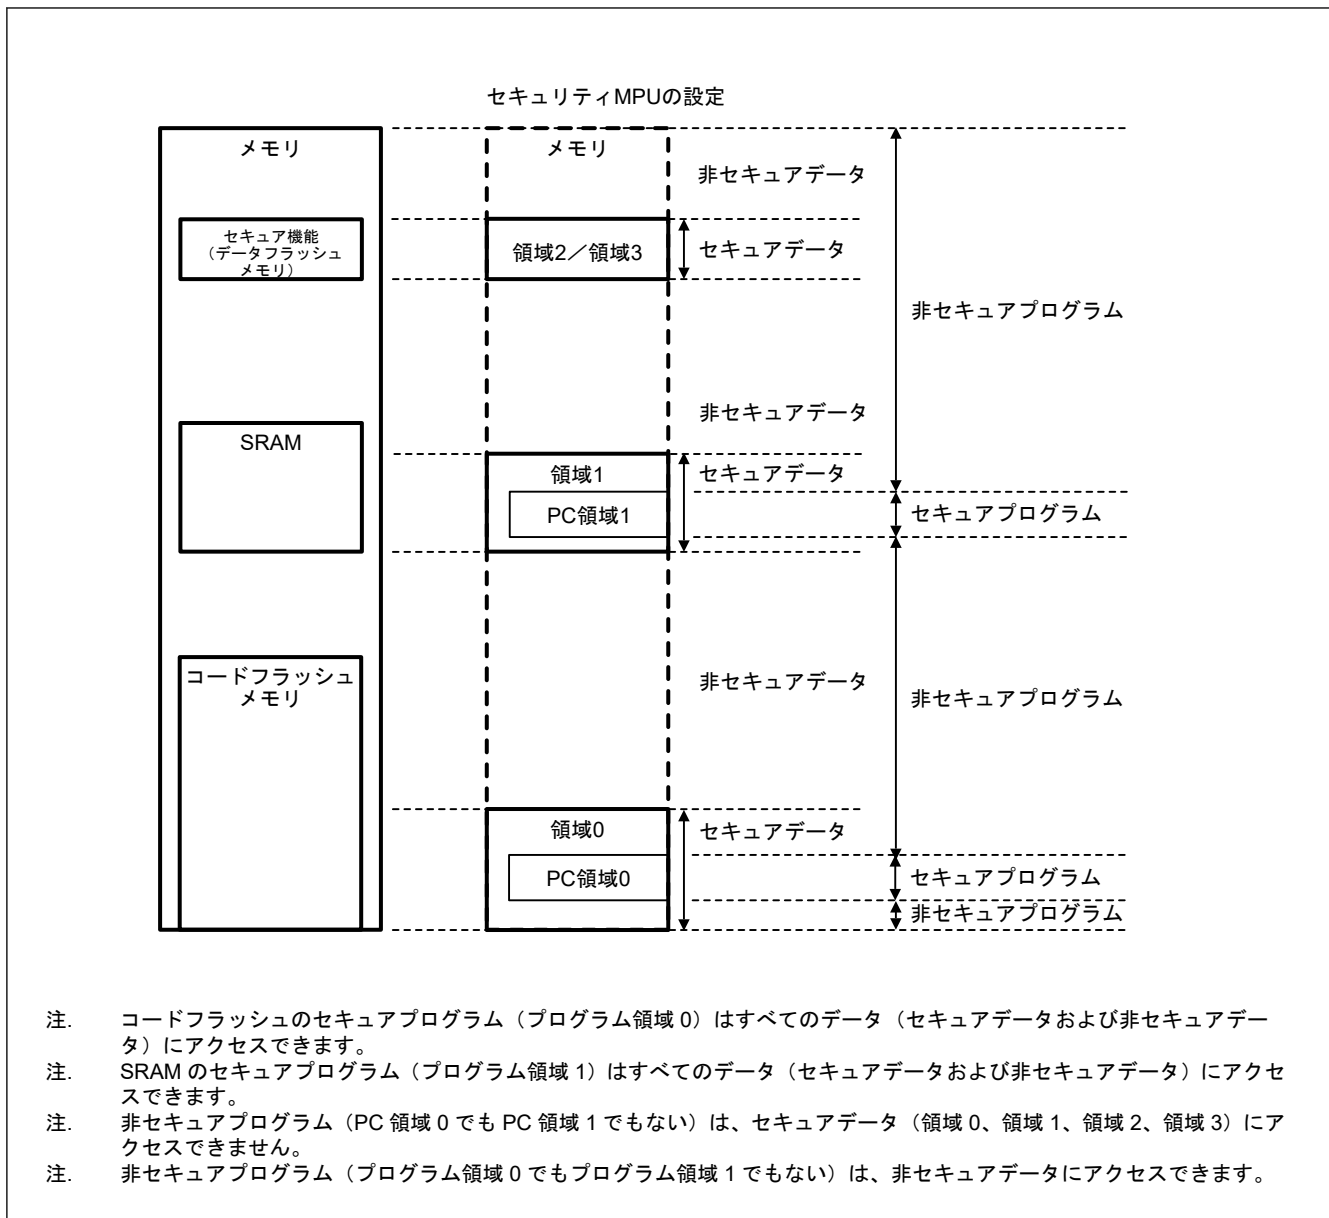 セキュリティMPUの設定
メモリ
メモリ
非セキュアデータ
セキュア機能
（データフラッシュ
メモリ）
領域2／領域3
セキュアデータ
非セキュアプログラム
非セキュアデータ
SRAM
領域1
セキュアデータ
PC領域1
セキュアプログラム
コードフラッシュ
メモリ
非セキュアデータ
非セキュアプログラム
領域0
セキュアデータ
PC領域0
セキュアプログラム
非セキュアプログラム
注. コードフラッシュのセキュアプログラム（プログラム領域 0）はすべてのデータ（セキュアデータおよび非セキュアデー
タ）にアクセスできます。
注. SRAM のセキュアプログラム（プログラム領域 1）はすべてのデータ（セキュアデータおよび非セキュアデータ）にアクセ
スできます。
注. 非セキュアプログラム（PC 領域 0 でも PC 領域 1 でもない）は、セキュアデータ（領域 0、領域 1、領域 2、領域 3）にア
クセスできません。
注. 非セキュアプログラム（プログラム領域 0 でもプログラム領域 1 でもない）は、非セキュアデータにアクセスできます。